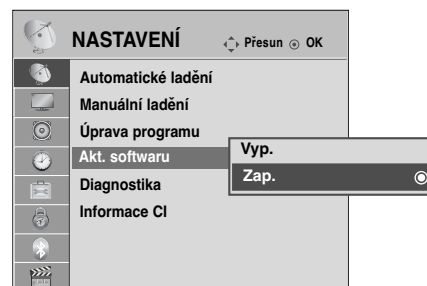 NASTAVENÍ Přesun OK
Automatické ladění
Manuální ladění
Úprava programu
Akt. softwaru
Diagnostika
Informace CI
Vyp.
Zap.